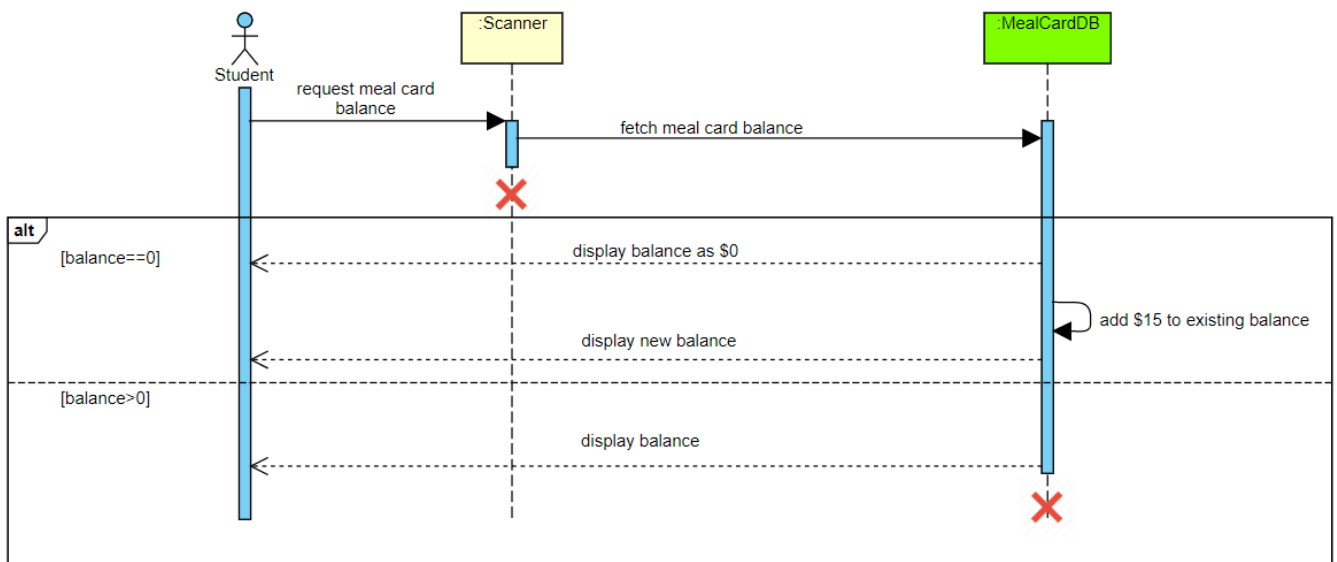 :Scanner
:MealCardDB
Student
request meal card
balance
fetch meal card balance
alt
[balance==0]
display balance as $0
add $15 to existing balance
display new balance
[balance>0]
display balance